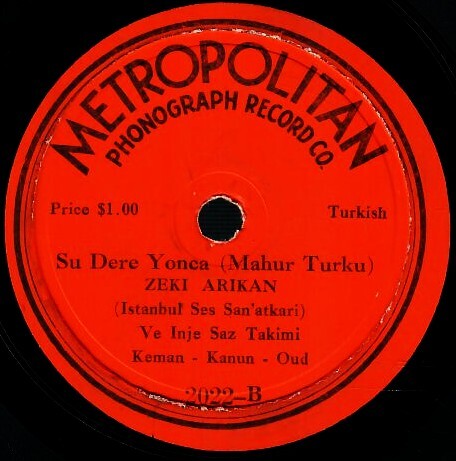 METROPOLITAN
PHONOGRAPH RECORD CO.
Price $1.00
Turkish
Su Dere Yonca (Mahur Turku)
ZEKI ARIKAN
(Istanbul Ses San'atkari)
Ve Inje Saz Takimi
Keman - Kanun - Oud
2022-B